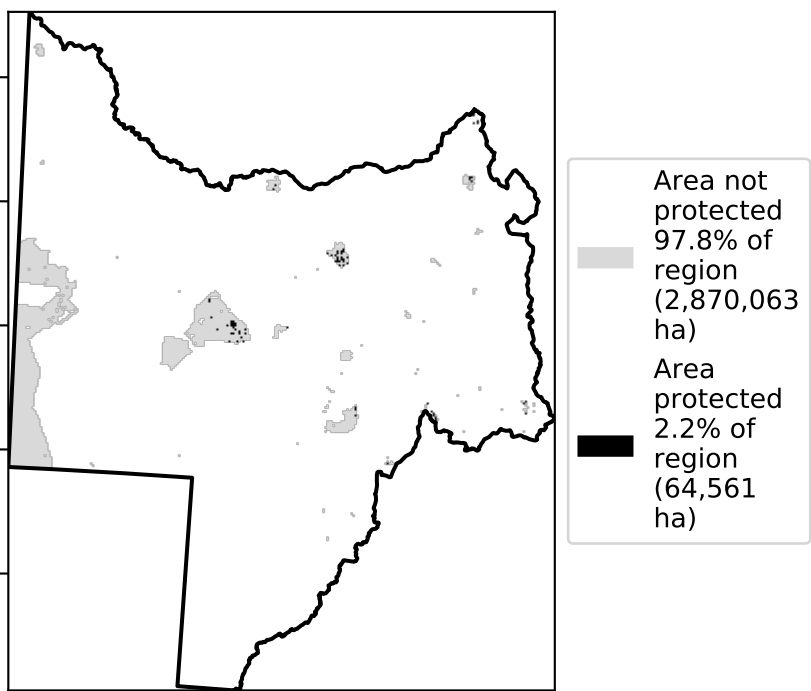 Area not
protected
97.8% of
region
(2,870,063
ha)
Area
protected
2.2% of
region
(64,561
ha)